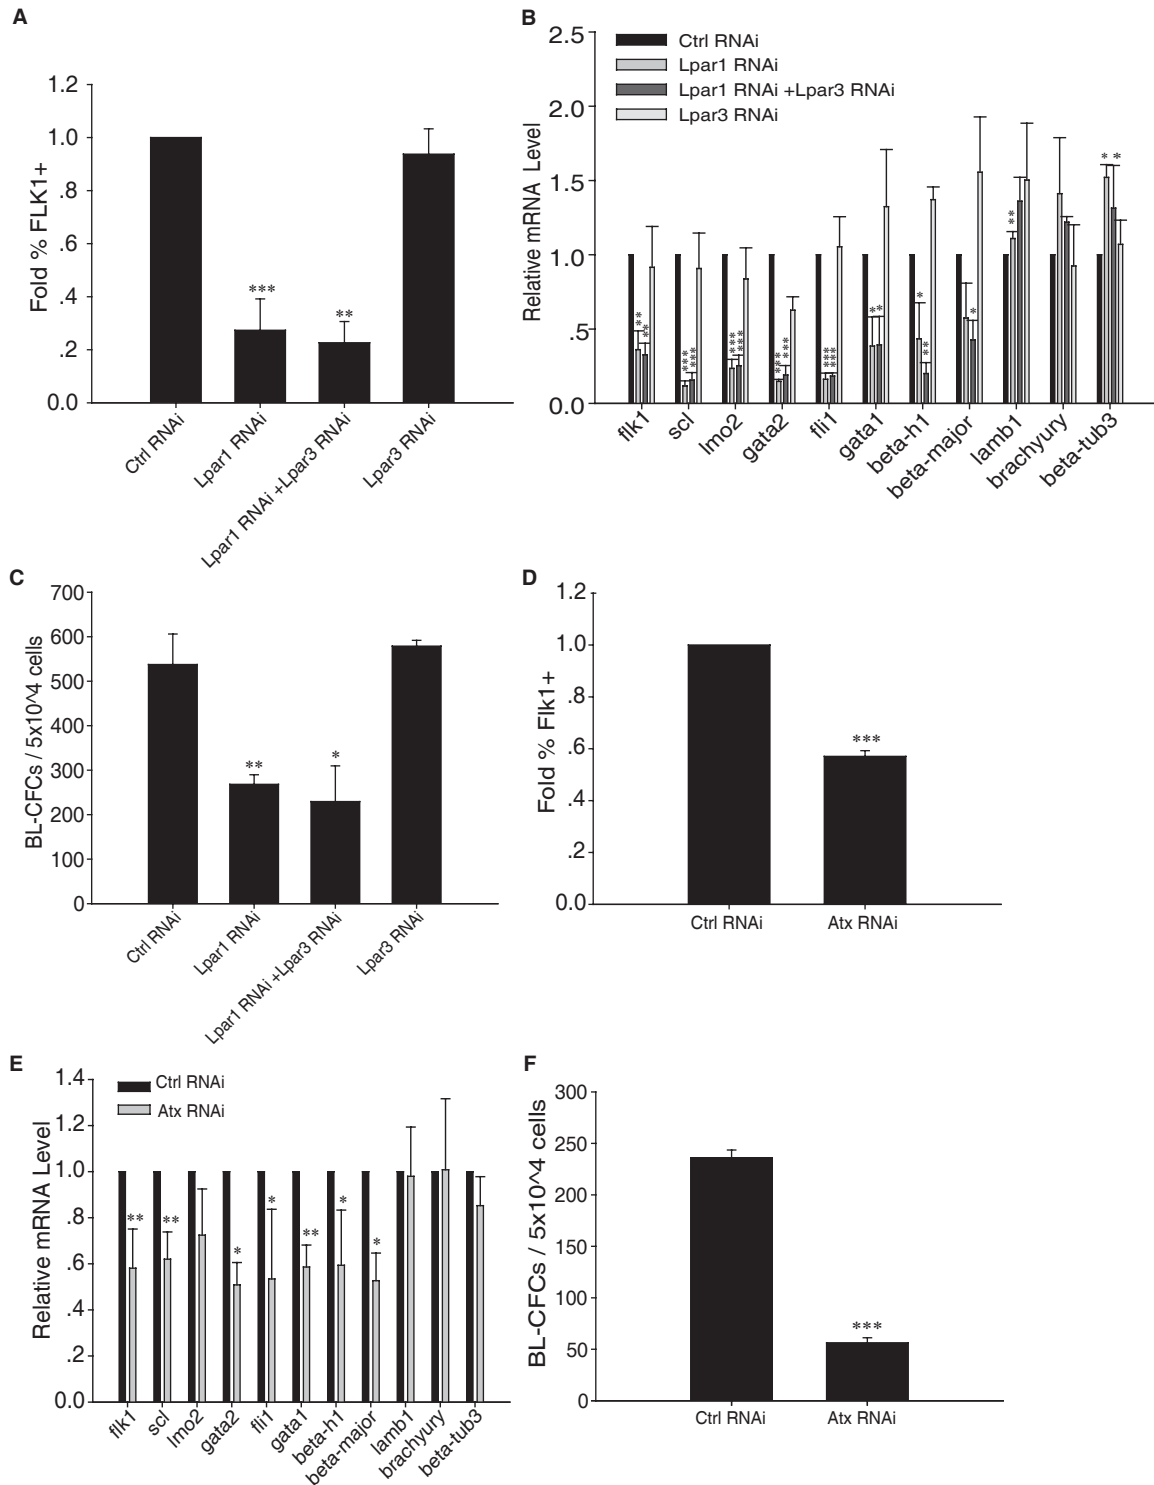 A
1.2
1.0
.8
.6
.4
.2
0.0
Fold % FLK1+
***
**
Ctrl RNAi
Lpar1 RNAi
Lpar1 RNAi +Lpar3 RNAi
Lpar3 RNAi
B
2.5
2.0
1.5
1.0
.5
0.0
Relative mRNA Level
Ctrl RNAi
Lpar1 RNAi
Lpar1 RNAi +Lpar3 RNAi
Lpar3 RNAi
**
**
***
***
***
***
***
***
***
***
*
*
*
**
*
**
*
*
flk1
scl
lmo2
gata2
fli1
gata1
beta-h1
beta-major
lamb1
brachyury
beta-tub3
C
700
600
500
400
300
200
100
0
BL-CFCs / 5x10^4 cells
**
*
Ctrl RNAi
Lpar1 RNAi
Lpar1 RNAi +Lpar3 RNAi
Lpar3 RNAi
D
1.2
1.0
.8
.6
.4
.2
0.0
Fold % Flk1+
***
Ctrl RNAi
Atx RNAi
E
1.4
1.2
1.0
.8
.6
.4
.2
0.0
Relative mRNA Level
Ctrl RNAi
Atx RNAi
**
**
*
*
**
*
*
flk1
scl
lmo2
gata2
fli1
gata1
beta-h1
beta-major
lamb1
brachyury
beta-tub3
F
300
250
200
150
100
50
0
BL-CFCs / 5x10^4 cells
***
Ctrl RNAi
Atx RNAi